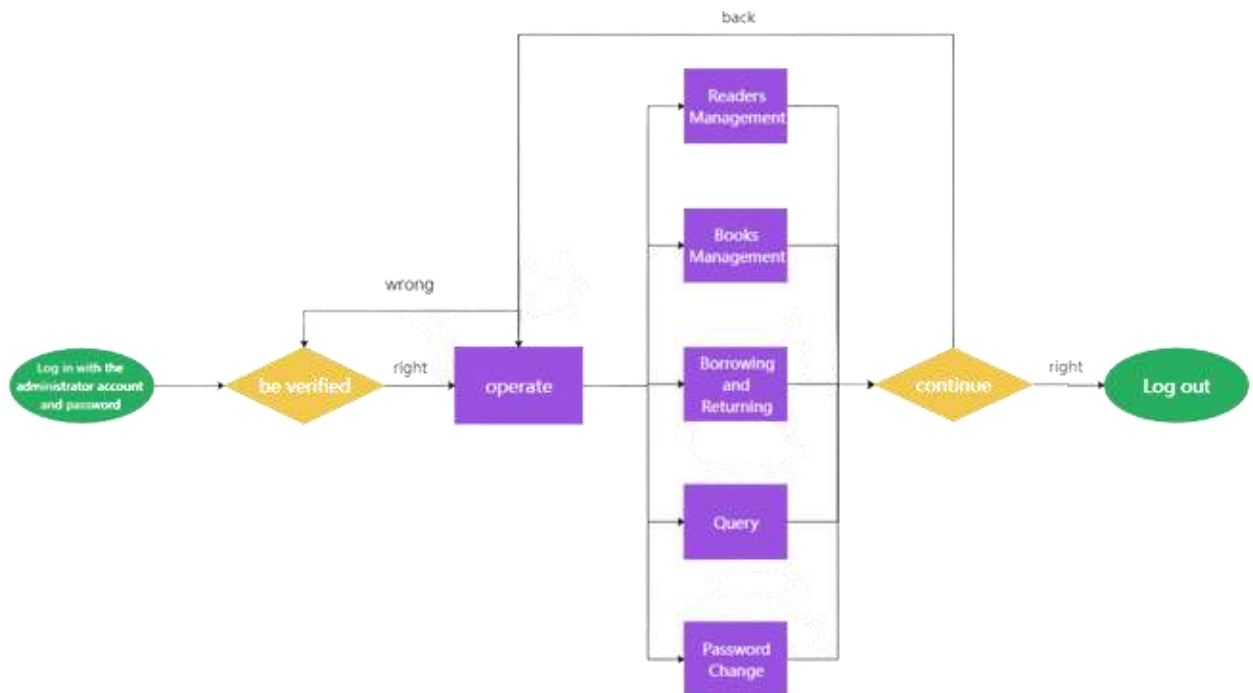 back
Readers
Management
Books
Management
wrong
Log in with the
administrator account
and password
be verified
right
operate
Borrowing
and
Returning
continue
right
Log out
Query
Password
Change